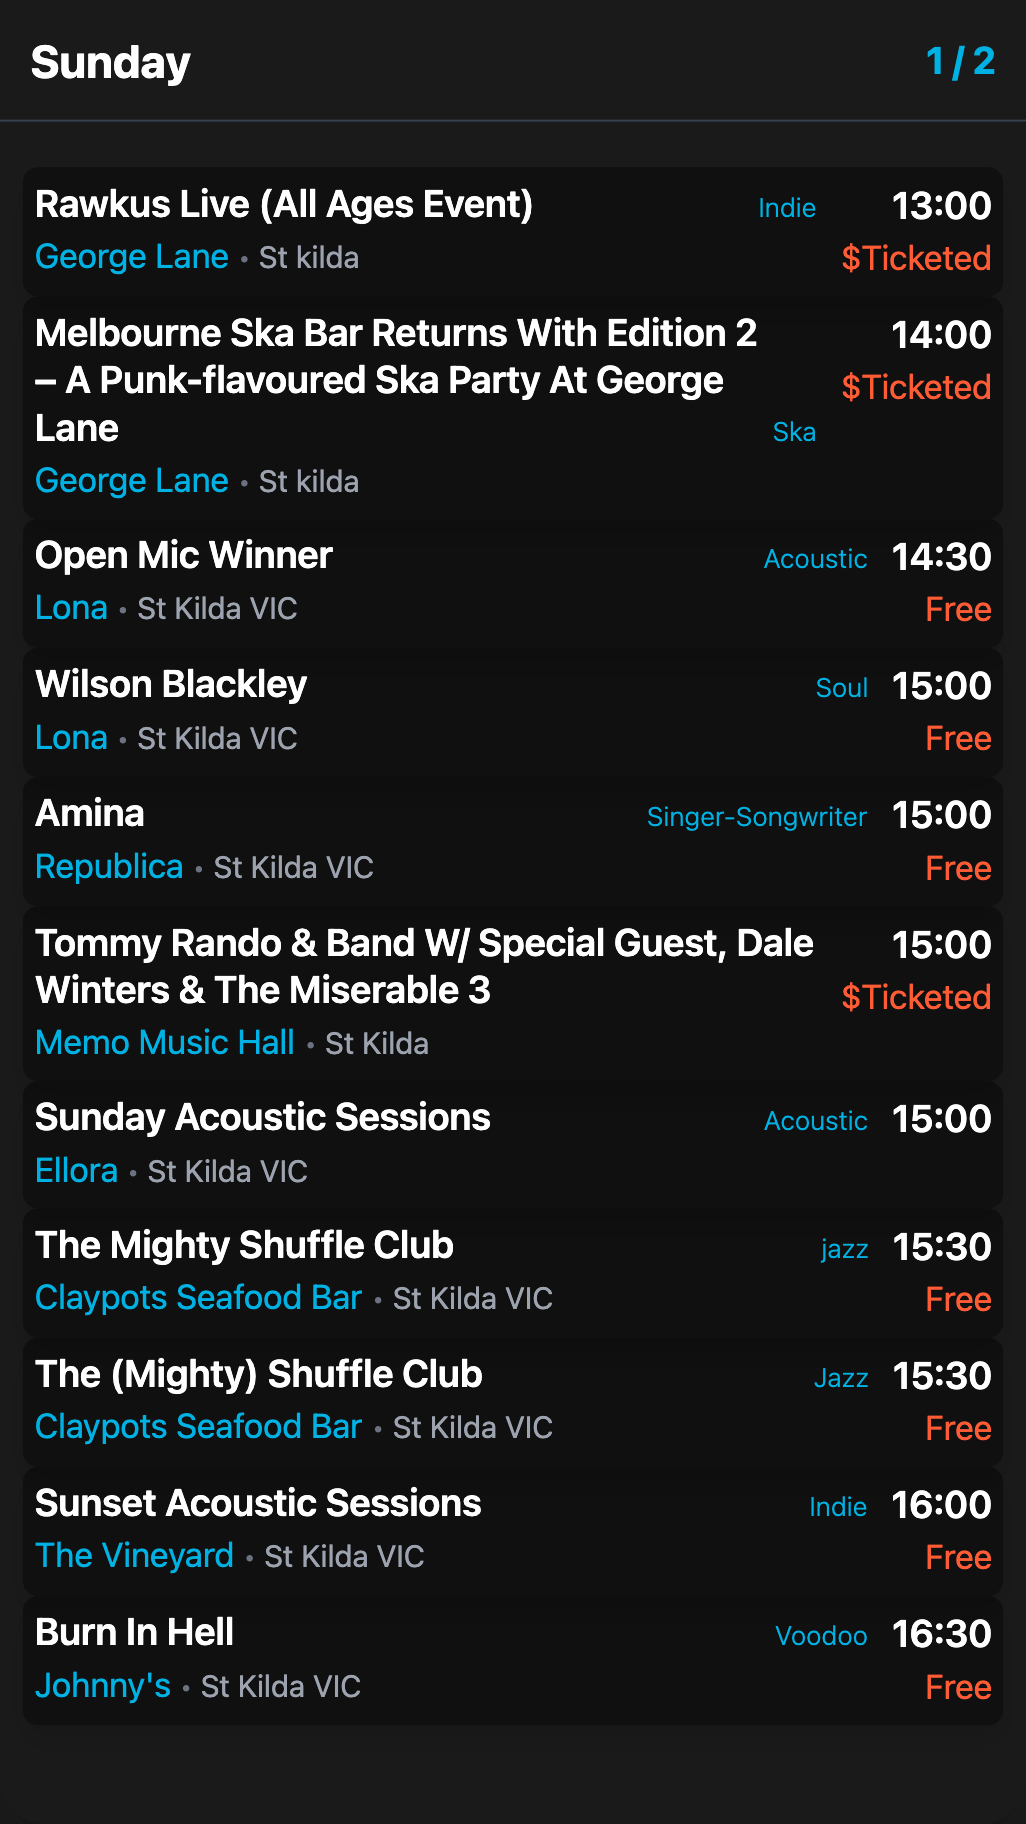 Sunday 1 / 2
Rawkus Live (All Ages Event) Indie 13:00
George Lane • St kilda $Ticketed
Melbourne Ska Bar Returns With Edition 2 14:00
– A Punk-flavoured Ska Party At George $Ticketed
Lane Ska
George Lane • St kilda
Open Mic Winner Acoustic 14:30
Lona • St Kilda VIC Free
Wilson Blackley Soul 15:00
Lona • St Kilda VIC Free
Amina Singer-Songwriter 15:00
Republica • St Kilda VIC Free
Tommy Rando & Band W/ Special Guest, Dale 15:00
Winters & The Miserable 3 $Ticketed
Memo Music Hall • St Kilda
Sunday Acoustic Sessions Acoustic 15:00
Ellora • St Kilda VIC
The Mighty Shuffle Club jazz 15:30
Claypots Seafood Bar • St Kilda VIC Free
The (Mighty) Shuffle Club Jazz 15:30
Claypots Seafood Bar • St Kilda VIC Free
Sunset Acoustic Sessions Indie 16:00
The Vineyard • St Kilda VIC Free
Burn In Hell Voodoo 16:30
Johnny's • St Kilda VIC Free